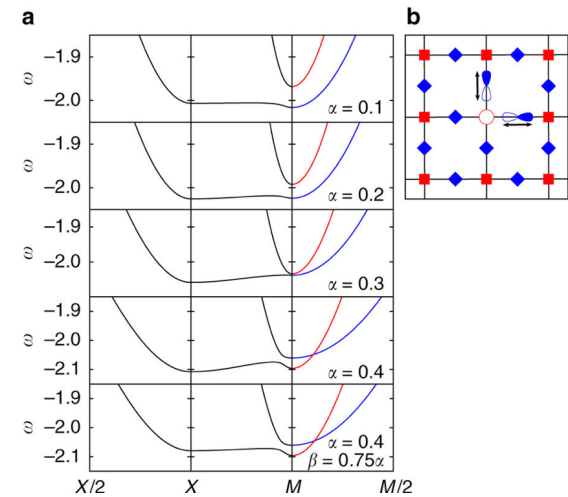 a
b
−1.9
ω
−2.0
α = 0.1
−1.9
ω
−2.0
α = 0.2
−1.9
ω
−2.0
α = 0.3
−1.9
ω
−2.0
−2.1
α = 0.4
−1.9
ω
−2.0
α = 0.4
−2.1
β = 0.75α
X/2 X M M/2